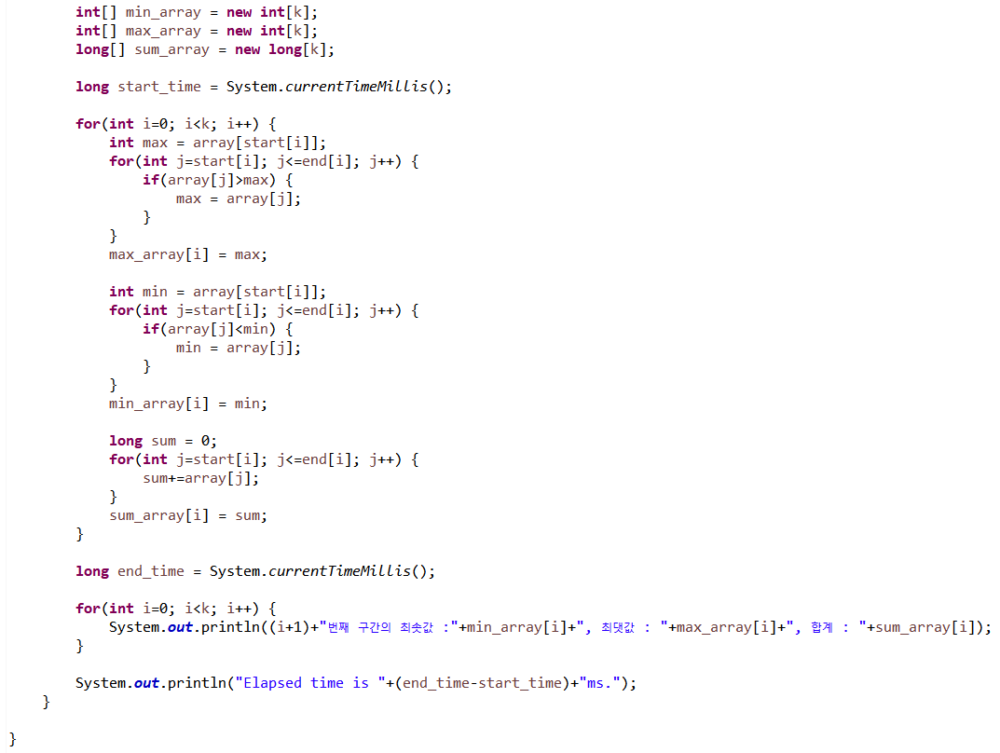 int[] min_array = new int[k];
int[] max_array = new int[k];
long[] sum_array = new long[k];
long start_time = System.currentTimeMillis();
for(int i=0; i<k; i++) {
int max = array[start[i]];
for(int j=start[i]; j<=end[i]; j++) {
if(array[j]>max) {
max = array[j];
}
}
max_array[i] = max;
int min = array[start[i]];
for(int j=start[i]; j<=end[i]; j++) {
if(array[j]<min) {
min = array[j];
}
}
min_array[i] = min;
long sum = 0;
for(int j=start[i]; j<=end[i]; j++) {
sum+=array[j];
}
sum_array[i] = sum;
}
long end_time = System.currentTimeMillis();
for(int i=0; i<k; i++) {
System.out.println((i+1)+"번째 구간의 최솟값 :"+min_array[i]+", 최댓값 : "+max_array[i]+", 합계 : "+sum_array[i]);
}
System.out.println("Elapsed time is "+(end_time-start_time)+"ms.");
}
}